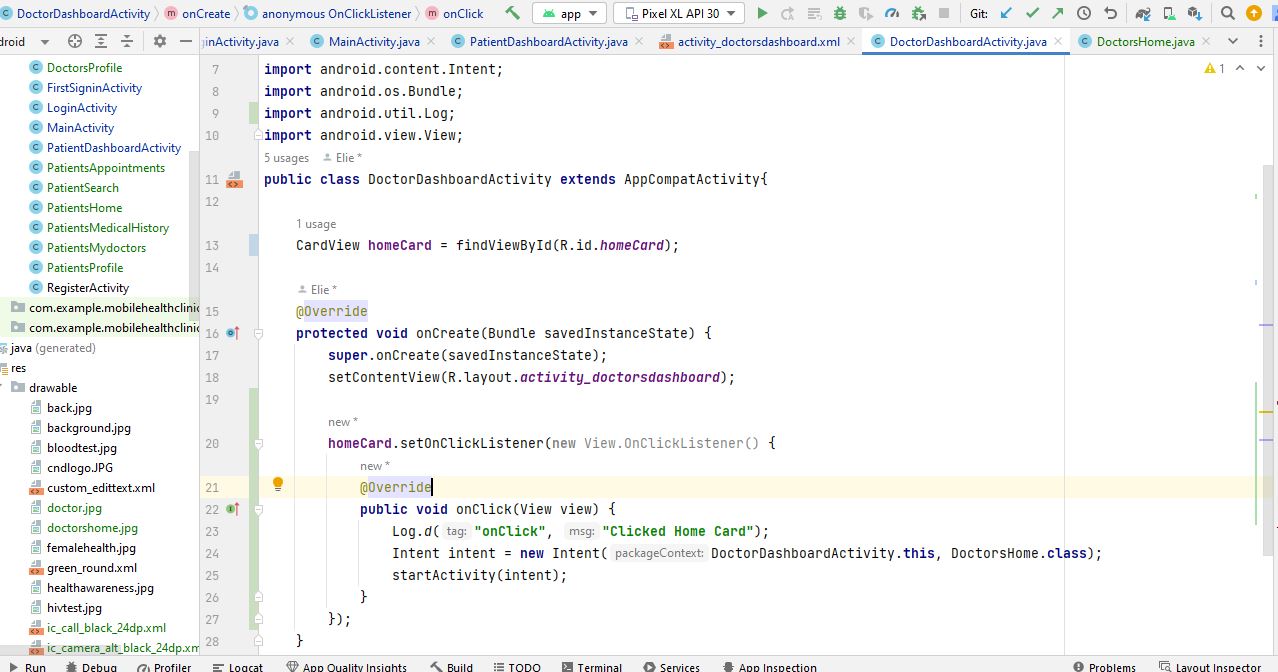 DoctorDashboardActivity onCreate anonymous OnClickListener onClick app Pixel XL API 30 Git:
droid ginActivity.java MainActivity.java PatientDashboardActivity.java activity_doctorsdashboard.xml DoctorDashboardActivity.java DoctorsHome.java
DoctorsProfile
FirstSigninActivity
LoginActivity
MainActivity
PatientDashboardActivity
PatientsAppointments
PatientSearch
PatientsHome
PatientsMedicalHistory
PatientsMydoctors
PatientsProfile
RegisterActivity
com.example.mobilehealthclinic
com.example.mobilehealthclinic
java (generated)
res
drawable
back.jpg
background.jpg
bloodtest.jpg
cndlogo.JPG
custom_edittext.xml
doctor.jpg
doctorshome.jpg
femalehealth.jpg
green_round.xml
healthawareness.jpg
hivtest.jpg
ic_call_black_24dp.xml
ic_camera_alt_black_24dp.xm
1
7 import android.content.Intent;
8 import android.os.Bundle;
9 import android.util.Log;
10 import android.view.View;
5 usages Elie *
11 public class DoctorDashboardActivity extends AppCompatActivity{
12
1 usage
13 CardView homeCard = findViewById(R.id.homeCard);
14
Elie *
15 @Override
16 protected void onCreate(Bundle savedInstanceState) {
17 super.onCreate(savedInstanceState);
18 setContentView(R.layout.activity_doctorsdashboard);
19
new *
20 homeCard.setOnClickListener(new View.OnClickListener() {
new *
21 @Override
22 public void onClick(View view) {
23 Log.d( tag: "onClick", msg: "Clicked Home Card");
24 Intent intent = new Intent( packageContext: DoctorDashboardActivity.this, DoctorsHome.class);
25 startActivity(intent);
26 }
27 });
28 }
Run Debug Profiler Logcat App Quality Insights Build TODO Terminal Services App Inspection Problems Layout Inspector